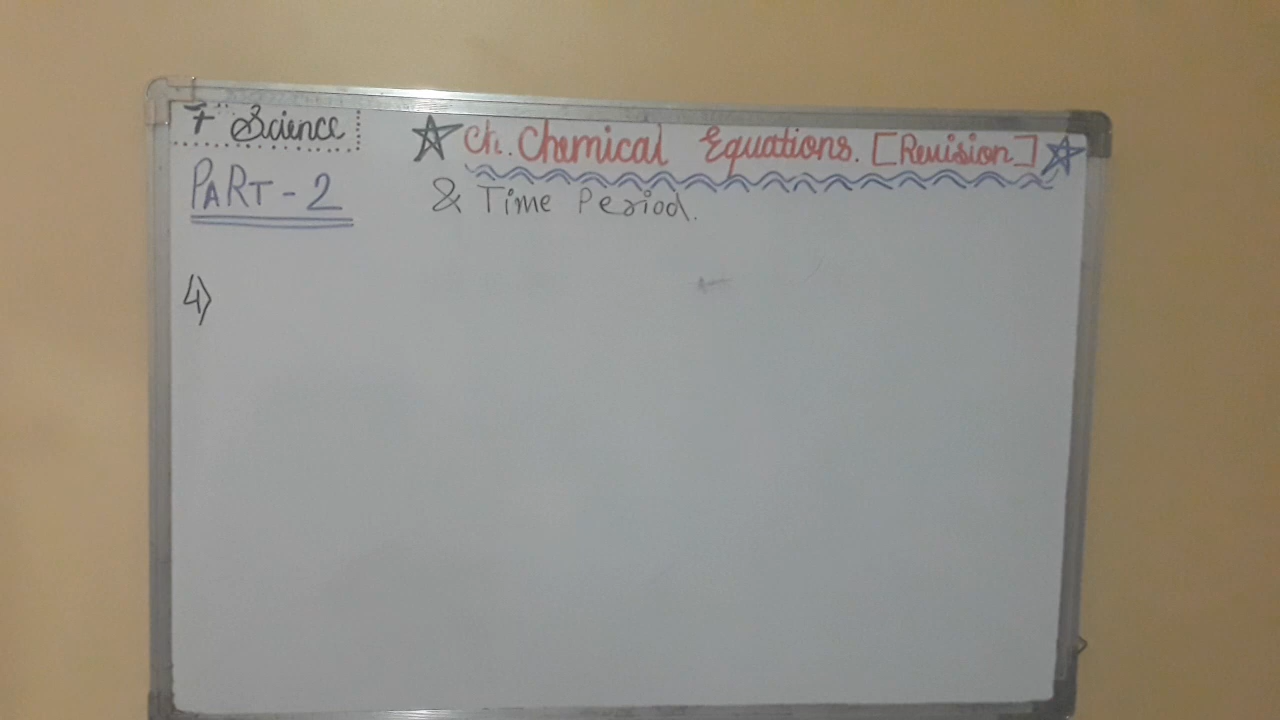 7" Science
☆ Ch. Chemical Equations. [Revision] ☆
PART - 2
& Time Period.
4)